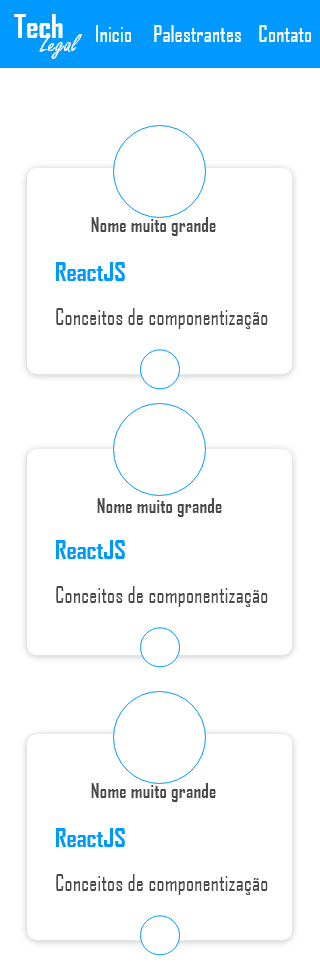 Tech
Legal
Inicio Palestrantes Contato
Nome muito grande
ReactJS
Conceitos de componentização
Nome muito grande
ReactJS
Conceitos de componentização
Nome muito grande
ReactJS
Conceitos de componentização